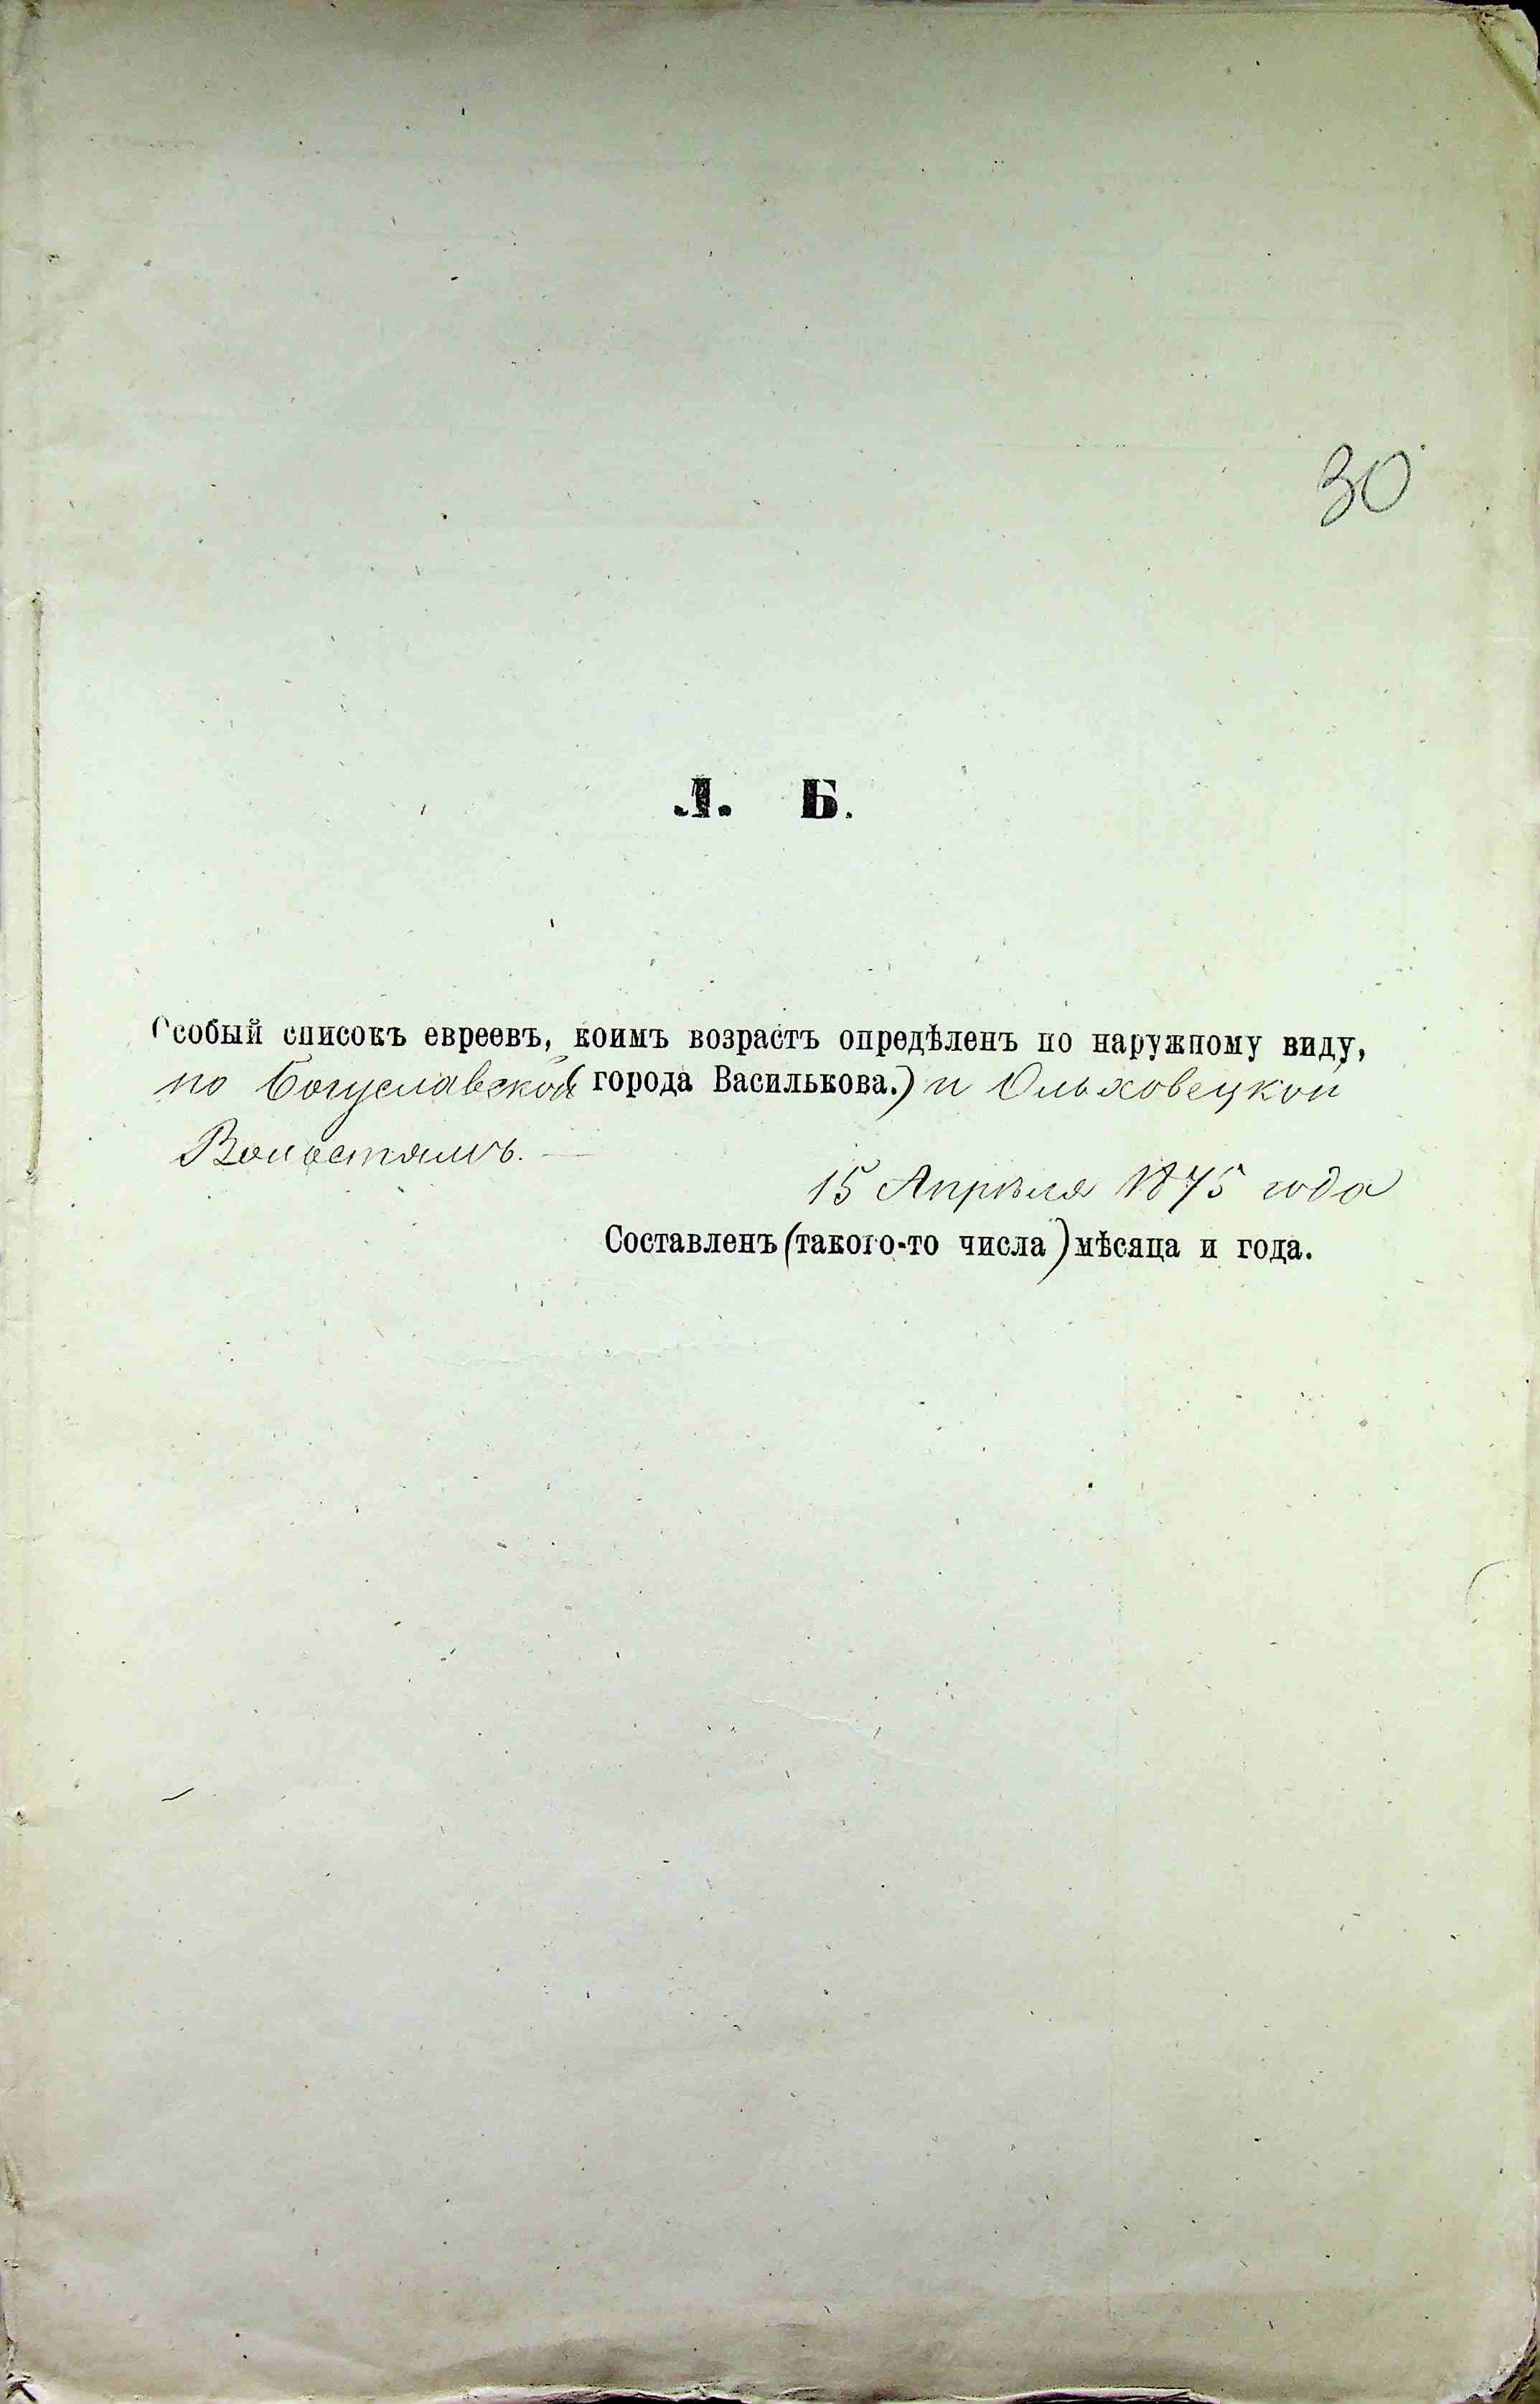 30
Л. Б.
Особый списокъ евреевъ, коимъ возрастъ опредѣленъ по наружному виду,
по Богуславской (города Василькова.) и Ольховецкой
Волостямъ.
15 Апрѣля 1875 года
Составленъ (такого-то числа) мѣсяца и года.